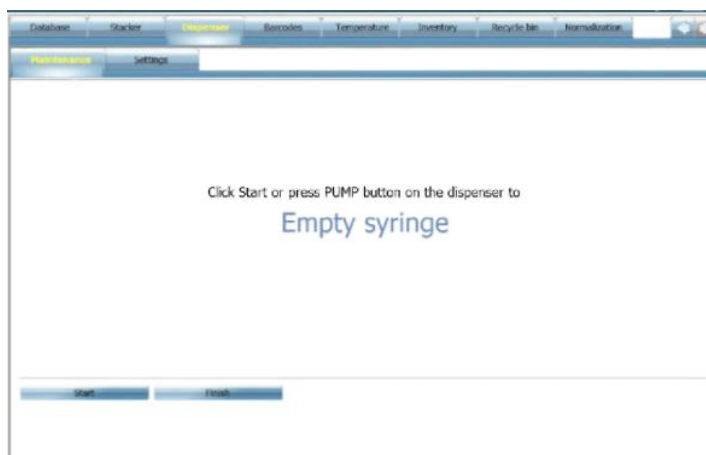 Database Stacker Dispenser Barcodes Temperature Inventory Recycle bin Normalization
Maintenance Settings
Click Start or press PUMP button on the dispenser to
Empty syringe
Start Finish